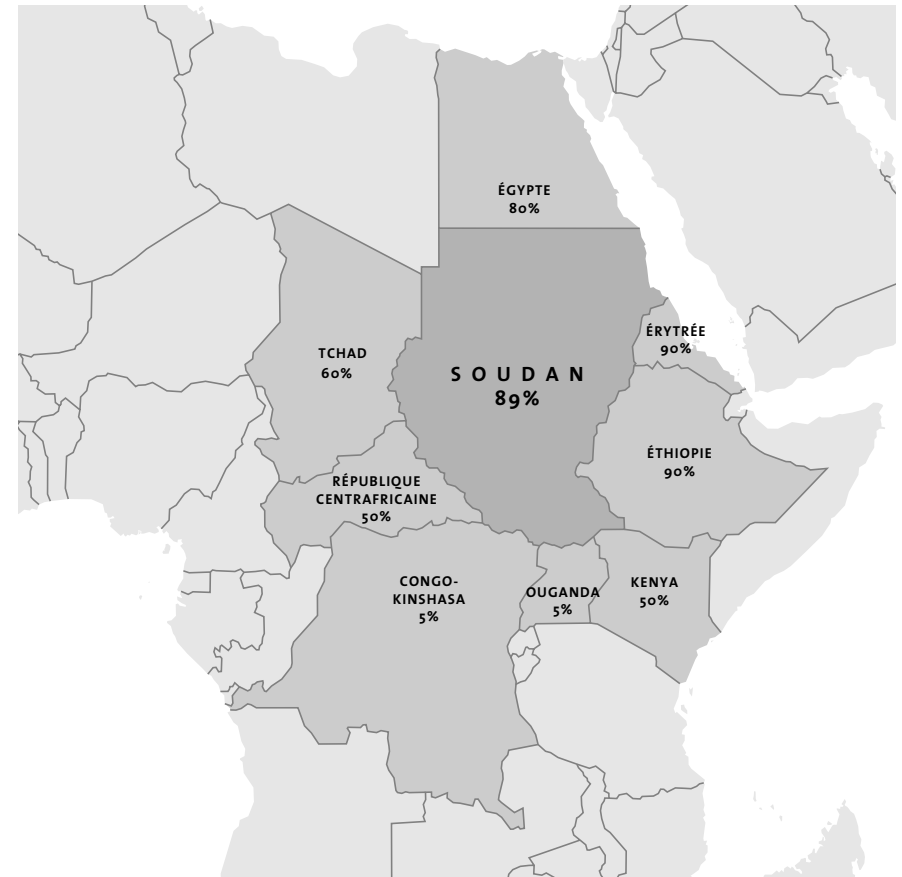 ÉGYPTE
80%
ÉRYTRÉE
90%
TCHAD
60%
SOUDAN
89%
ÉTHIOPIE
90%
RÉPUBLIQUE
CENTRAFRICAINE
50%
CONGO-
KINSHASA
5%
OUGANDA
5%
KENYA
50%